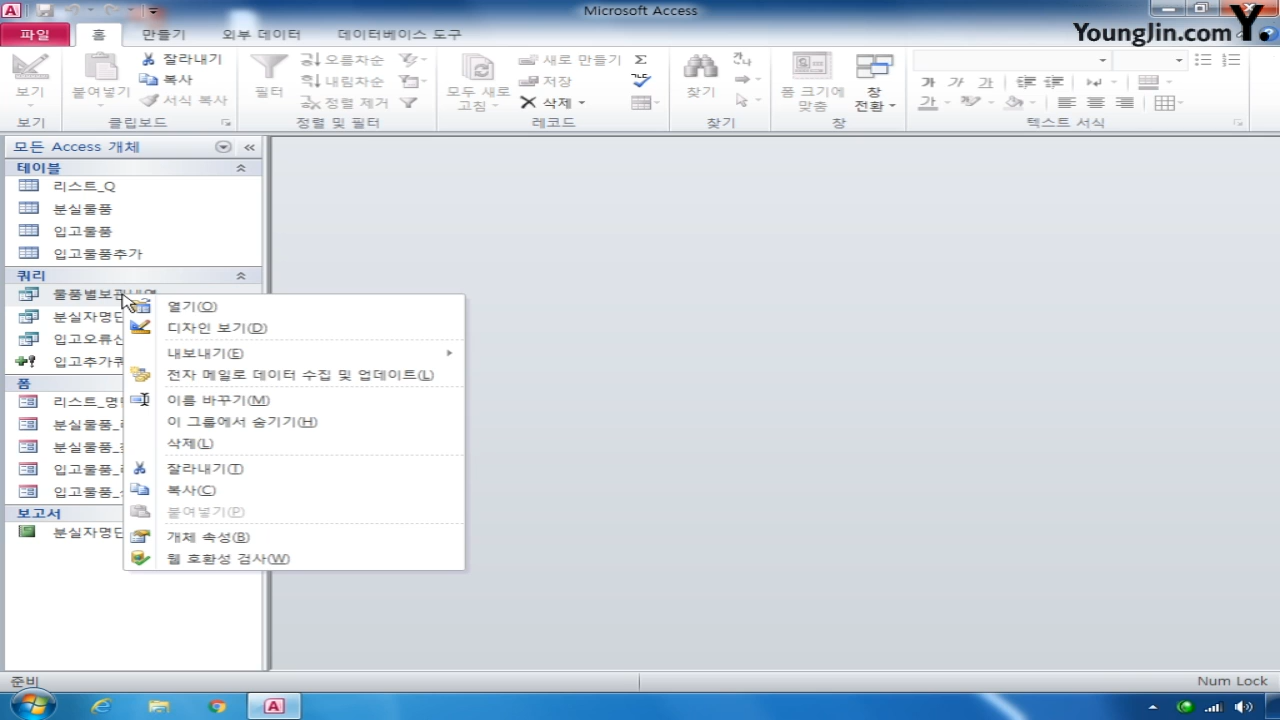 Microsoft Access
YoungJin.com Y.
파일 홈 만들기 외부 데이터 데이터베이스 도구
보기
보기
붙여넣기
잘라내기
복사
서식 복사
클립보드
필터
오름차순
내림차순
정렬 제거
정렬 및 필터
모두 새로
고침
새로 만들기
저장
삭제
레코드
찾기
찾기
폼 크기에
맞춤
창
전환
창
가 가 가
가
텍스트 서식
모든 Access 개체
테이블
리스트_Q
분실물품
입고물품
입고물품추가
쿼리
물품별보관내역
분실자명단
입고오류
입고추가쿼
폼
리스트_명
분실물품_
분실물품_
입고물품_
입고물품_
보고서
분실자명단
열기(O)
디자인 보기(D)
내보내기(E)
전자 메일로 데이터 수집 및 업데이트(L)
이름 바꾸기(M)
이 그룹에서 숨기기(H)
삭제(L)
잘라내기(T)
복사(C)
붙여넣기(P)
개체 속성(B)
웹 호환성 검사(W)
준비
Num Lock